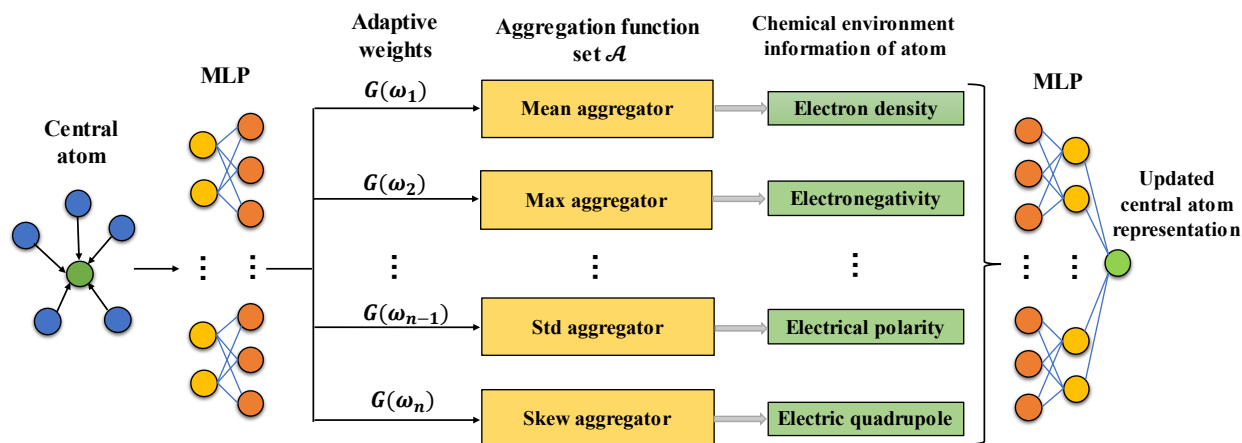 Adaptive
weights
Aggregation function
set 𝒜
Chemical environment
information of atom
MLP
MLP
Central
atom
G(ω₁)
Mean aggregator
Electron density
G(ω₂)
Max aggregator
Electronegativity
Updated
central atom
representation
G(ωₙ₋₁)
Std aggregator
Electrical polarity
G(ωₙ)
Skew aggregator
Electric quadrupole